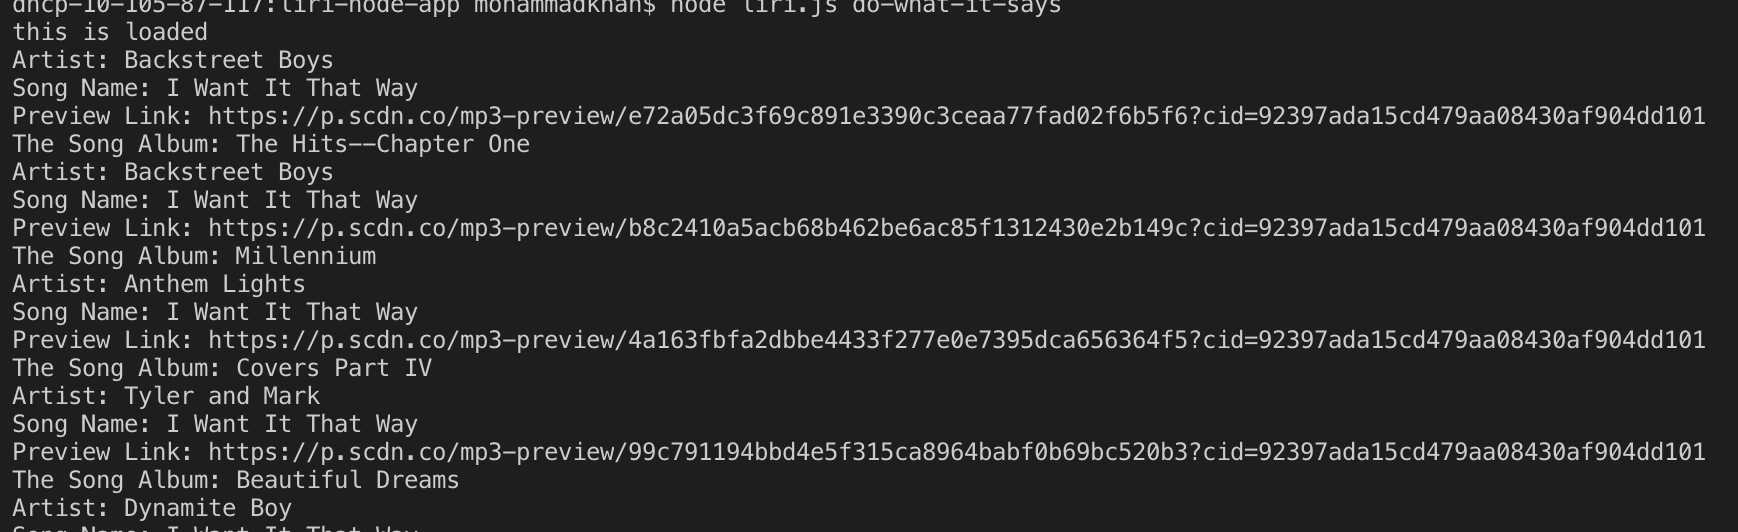 dhcp-10-105-87-117:liri-node-app mohammadkhan$ node liri.js do-what-it-says
this is loaded
Artist: Backstreet Boys
Song Name: I Want It That Way
Preview Link: https://p.scdn.co/mp3-preview/e72a05dc3f69c891e3390c3ceaa77fad02f6b5f6?cid=92397ada15cd479aa08430af904dd101
The Song Album: The Hits--Chapter One
Artist: Backstreet Boys
Song Name: I Want It That Way
Preview Link: https://p.scdn.co/mp3-preview/b8c2410a5acb68b462be6ac85f1312430e2b149c?cid=92397ada15cd479aa08430af904dd101
The Song Album: Millennium
Artist: Anthem Lights
Song Name: I Want It That Way
Preview Link: https://p.scdn.co/mp3-preview/4a163fbfa2dbbe4433f277e0e7395dca656364f5?cid=92397ada15cd479aa08430af904dd101
The Song Album: Covers Part IV
Artist: Tyler and Mark
Song Name: I Want It That Way
Preview Link: https://p.scdn.co/mp3-preview/99c791194bbd4e5f315ca8964babf0b69bc520b3?cid=92397ada15cd479aa08430af904dd101
The Song Album: Beautiful Dreams
Artist: Dynamite Boy
Song Name: I Want It That Way